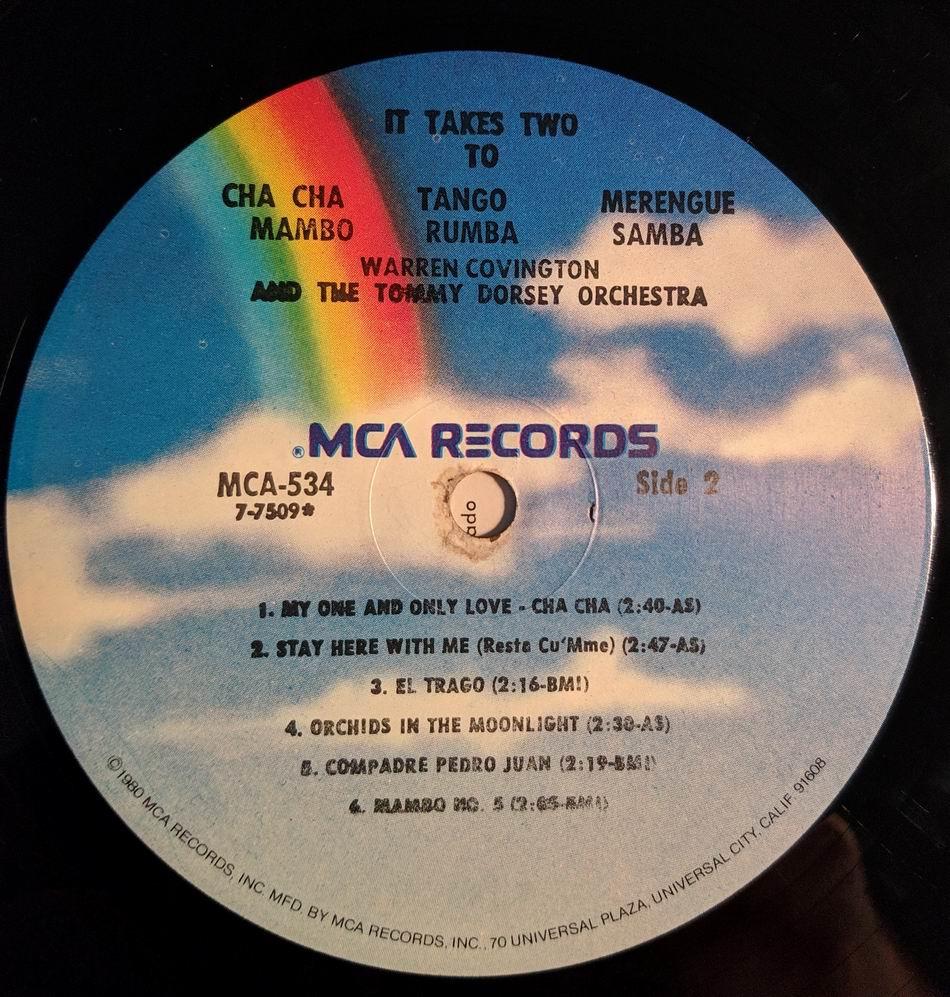 IT TAKES TWO
TO
CHA CHA TANGO MERENGUE
MAMBO RUMBA SAMBA
WARREN COVINGTON
AND THE TOMMY DORSEY ORCHESTRA
® MCA RECORDS
MCA-534 Side 2
7-7509*
ado
1. MY ONE AND ONLY LOVE - CHA CHA (2:40-AS)
2. STAY HERE WITH ME (Resta Cu'Mme) (2:47-AS)
3. EL TRAGO (2:16-BMI)
4. ORCHIDS IN THE MOONLIGHT (2:30-AS)
5. COMPADRE PEDRO JUAN (2:19-BMI)
6. MAMBO NO. 5
©1980 MCA RECORDS, INC. MFD. BY MCA RECORDS, INC., 70 UNIVERSAL PLAZA, UNIVERSAL CITY, CALIF. 91608